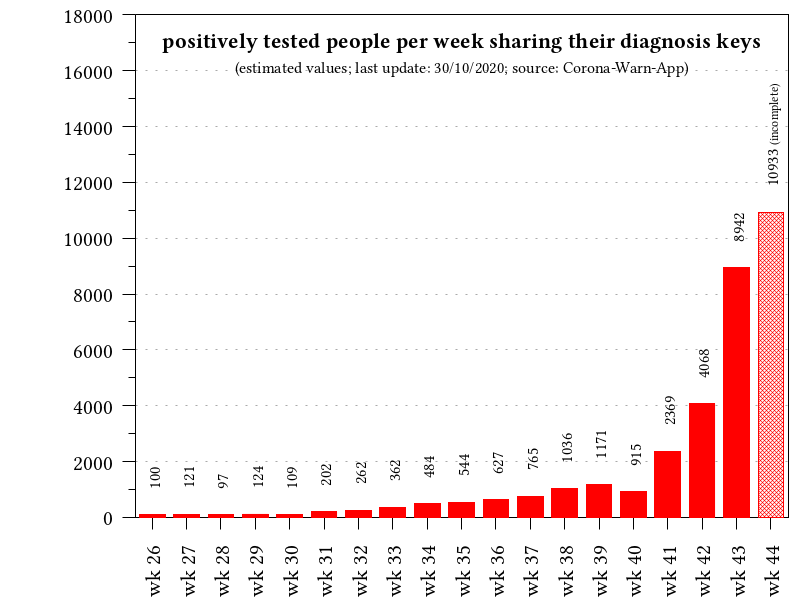 positively tested people per week sharing their diagnosis keys
(estimated values; last update: 30/10/2020; source: Corona-Warn-App)
18000
16000
14000
12000
10000
8000
6000
4000
2000
0
100
121
97
124
109
202
262
362
484
544
627
765
1036
1171
915
2369
4068
8942
10933 (incomplete)
wk 26
wk 27
wk 28
wk 29
wk 30
wk 31
wk 32
wk 33
wk 34
wk 35
wk 36
wk 37
wk 38
wk 39
wk 40
wk 41
wk 42
wk 43
wk 44